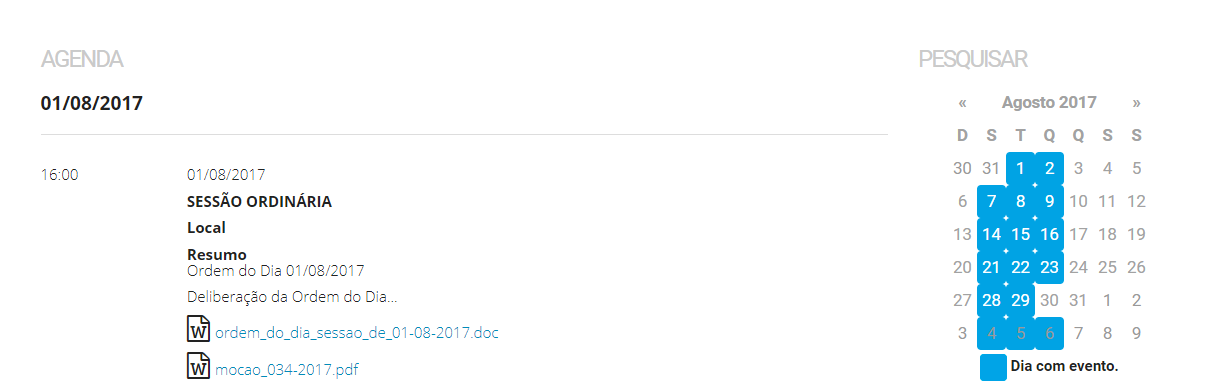 AGENDA
01/08/2017
16:00
01/08/2017
SESSÃO ORDINÁRIA
Local
Resumo
Ordem do Dia 01/08/2017
Deliberação da Ordem do Dia...
W ordem_do_dia_sessao_de_01-08-2017.doc
W mocao_034-2017.pdf
PESQUISAR
« Agosto 2017 »
D S T Q Q S S
30 31 1 2 3 4 5
6 7 8 9 10 11 12
13 14 15 16 17 18 19
20 21 22 23 24 25 26
27 28 29 30 31 1 2
3 4 5 6 7 8 9
Dia com evento.